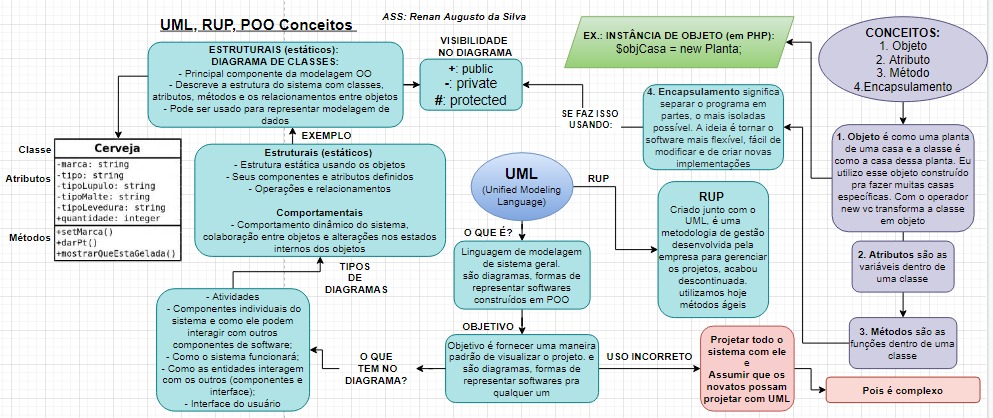 UML, RUP, POO Conceitos
ASS: Renan Augusto da Silva
ESTRUTURAIS (estáticos):
DIAGRAMA DE CLASSES:
- Principal componente da modelagem OO
- Descreve a estrutura do sistema com classes,
atributos, métodos e os relacionamentos entre objetos
- Pode ser usado para representar modelagem de
dados
VISIBILIDADE
NO DIAGRAMA
+: public
-: private
#: protected
EX.: INSTÂNCIA DE OBJETO (em PHP):
$objCasa = new Planta;
CONCEITOS:
1. Objeto
2. Atributo
3. Método
4.Encapsulamento
SE FAZ ISSO
USANDO:
4. Encapsulamento significa
separar o programa em
partes, o mais isoladas
possível. A ideia é tornar o
software mais flexível, fácil de
modificar e de criar novas
implementações
1. Objeto é como uma planta
de uma casa e a classe é
como a casa dessa planta. Eu
utilizo esse objeto construído
pra fazer muitas casas
específicas. Com o operador
new vc transforma a classe
em objeto
EXEMPLO
Classe
Cerveja
Atributos
-marca: string
-tipo: string
-tipoLupulo: string
-tipoMalte: string
-tipoLevedura: string
+quantidade: integer
Métodos
+setMarca()
+darPt()
+mostrarQueEstaGelada()
Estruturais (estáticos)
- Estrutura estática usando os objetos
- Seus componentes e atributos definidos
- Operações e relacionamentos
Comportamentais
- Comportamento dinâmico do sistema,
colaboração entre objetos e alterações nos estados
internos dos objetos
UML
(Unified Modeling
Language)
RUP
RUP
Criado junto com o
UML, é uma
metodologia de gestão
desenvolvida pela
empresa para gerenciar
os projetos, acabou
descontinuada.
utilizamos hoje
métodos ágeis
O QUE É?
Linguagem de modelagem
de sistema geral.
são diagramas, formas de
representar softwares
construídos em POO
2. Atributos são as
variáveis dentro de
uma classe
TIPOS
DE
DIAGRAMAS
- Atividades
- Componentes individuais do
sistema e como ele podem
interagir com outros
componentes de software;
- Como o sistema funcionará;
- Como as entidades interagem
com os outros (componentes e
interface);
- Interface do usuário
OBJETIVO
O QUE
TEM NO
DIAGRAMA?
Objetivo é fornecer uma maneira
padrão de visualizar o projeto. e
são diagramas, formas de
representar softwares pra
qualquer um
USO INCORRETO
Projetar todo o
sistema com ele
e
Assumir que os
novatos possam
projetar com UML
3. Métodos são as
funções dentro de uma
classe
Pois é complexo